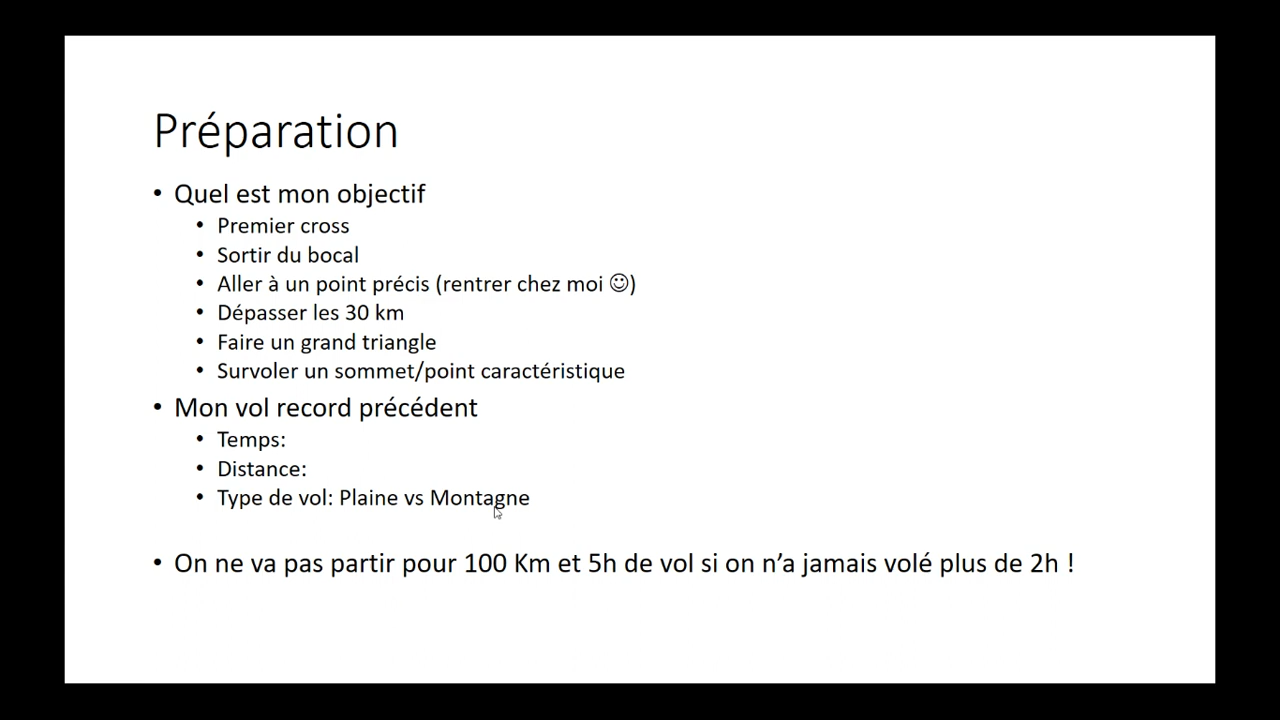 Préparation
• Quel est mon objectif
• Premier cross
• Sortir du bocal
• Aller à un point précis (rentrer chez moi ☺)
• Dépasser les 30 km
• Faire un grand triangle
• Survoler un sommet/point caractéristique
• Mon vol record précédent
• Temps:
• Distance:
• Type de vol: Plaine vs Montagne
• On ne va pas partir pour 100 Km et 5h de vol si on n’a jamais volé plus de 2h !